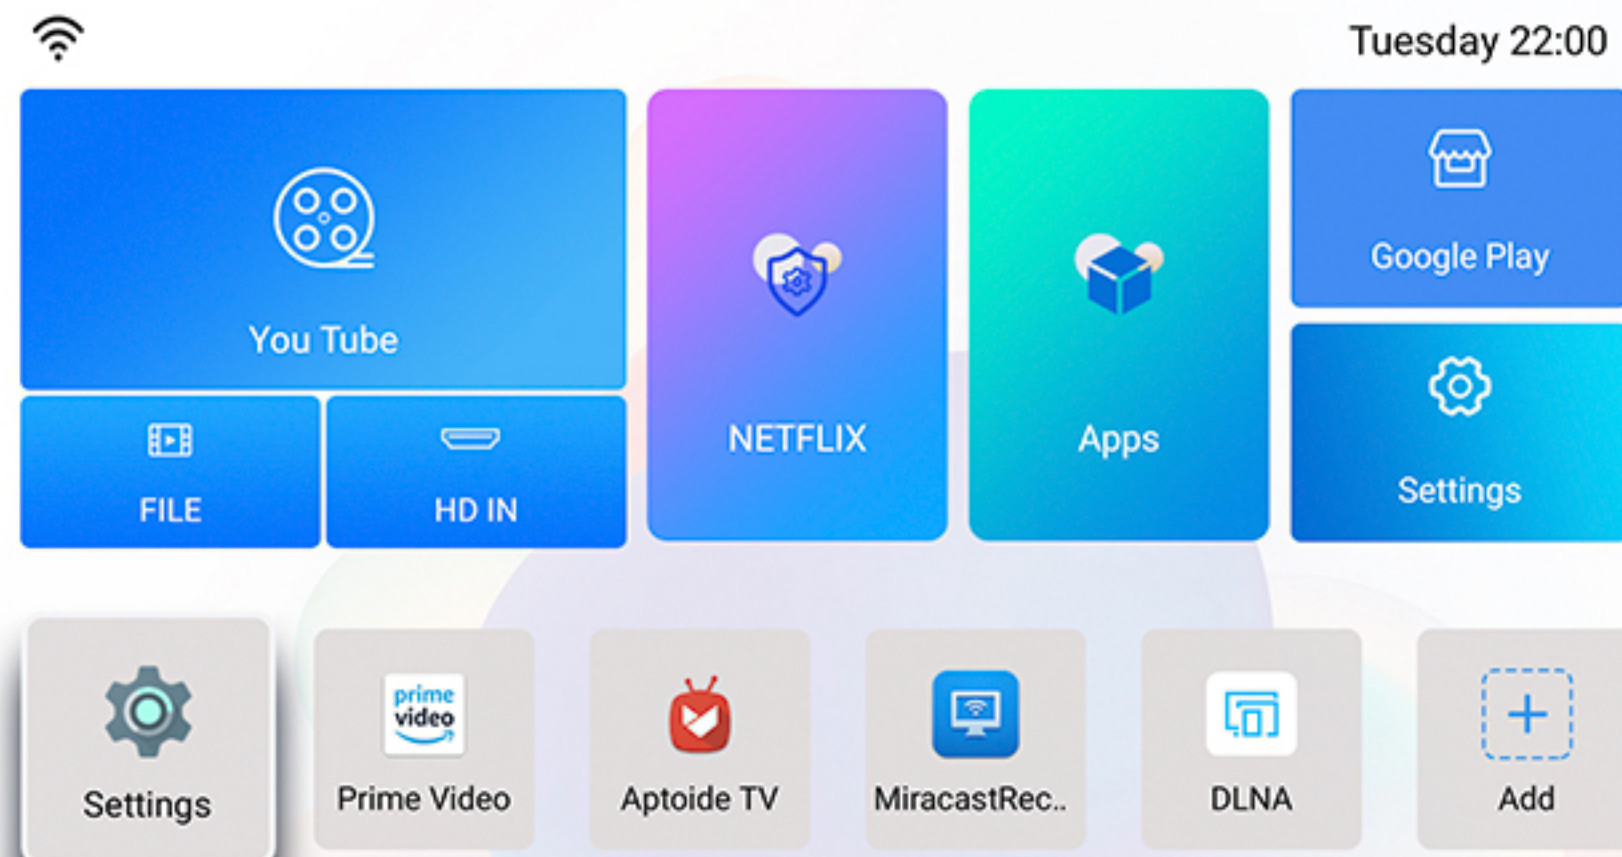 Tuesday 22:00
You Tube
NETFLIX
Apps
Google Play
FILE
HD IN
Settings
Settings
prime
video
Prime Video
Aptoide TV
MiracastRec..
DLNA
Add